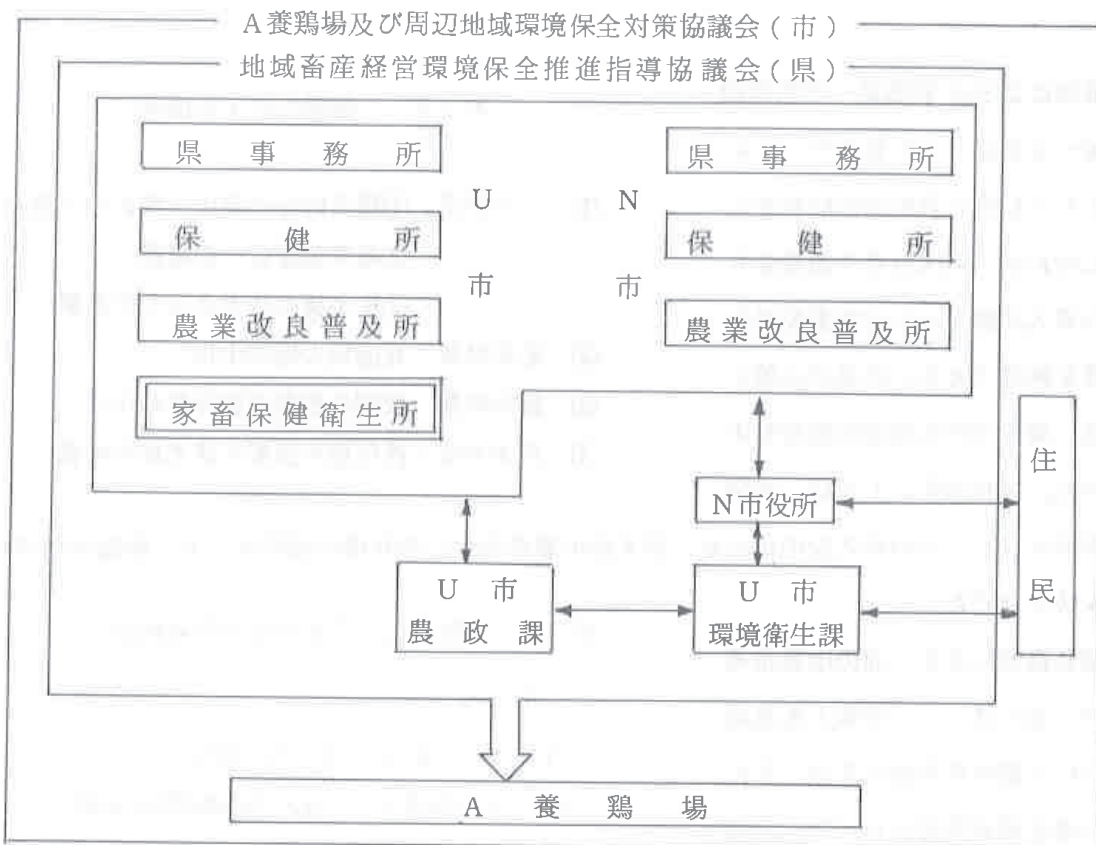 A養鶏場及び周辺地域環境保全対策協議会(市)
地域畜産経営環境保全推進指導協議会(県)
県事務所
保健所
農業改良普及所
家畜保健衛生所
U市
N市
県事務所
保健所
農業改良普及所
N市役所
U市
農政課
U市
環境衛生課
住民
A養鶏場